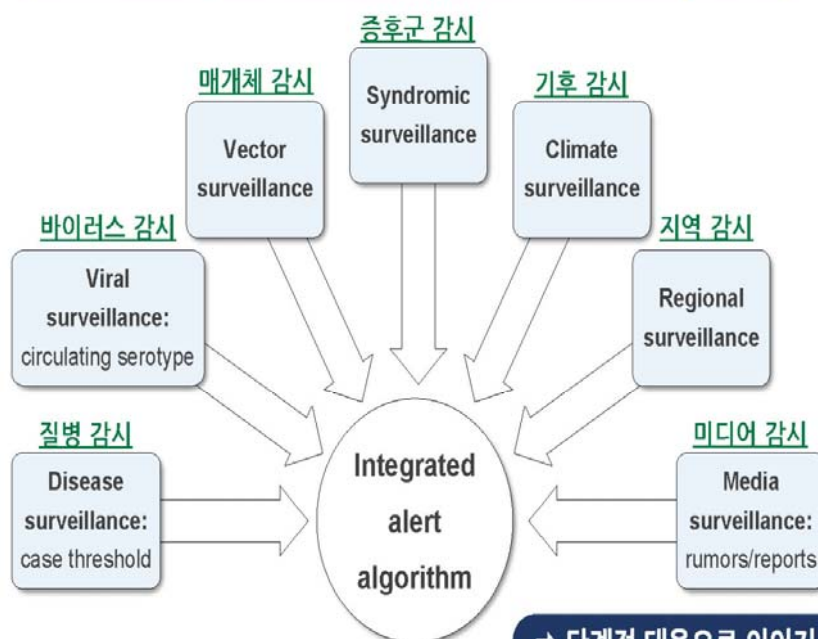 증후군 감시
Syndromic
surveillance
매개체 감시
Vector
surveillance
기후 감시
Climate
surveillance
바이러스 감시
Viral
surveillance:
circulating serotype
지역 감시
Regional
surveillance
질병 감시
Disease
surveillance:
case threshold
미디어 감시
Media
surveillance:
rumors/reports
Integrated
alert
algorithm